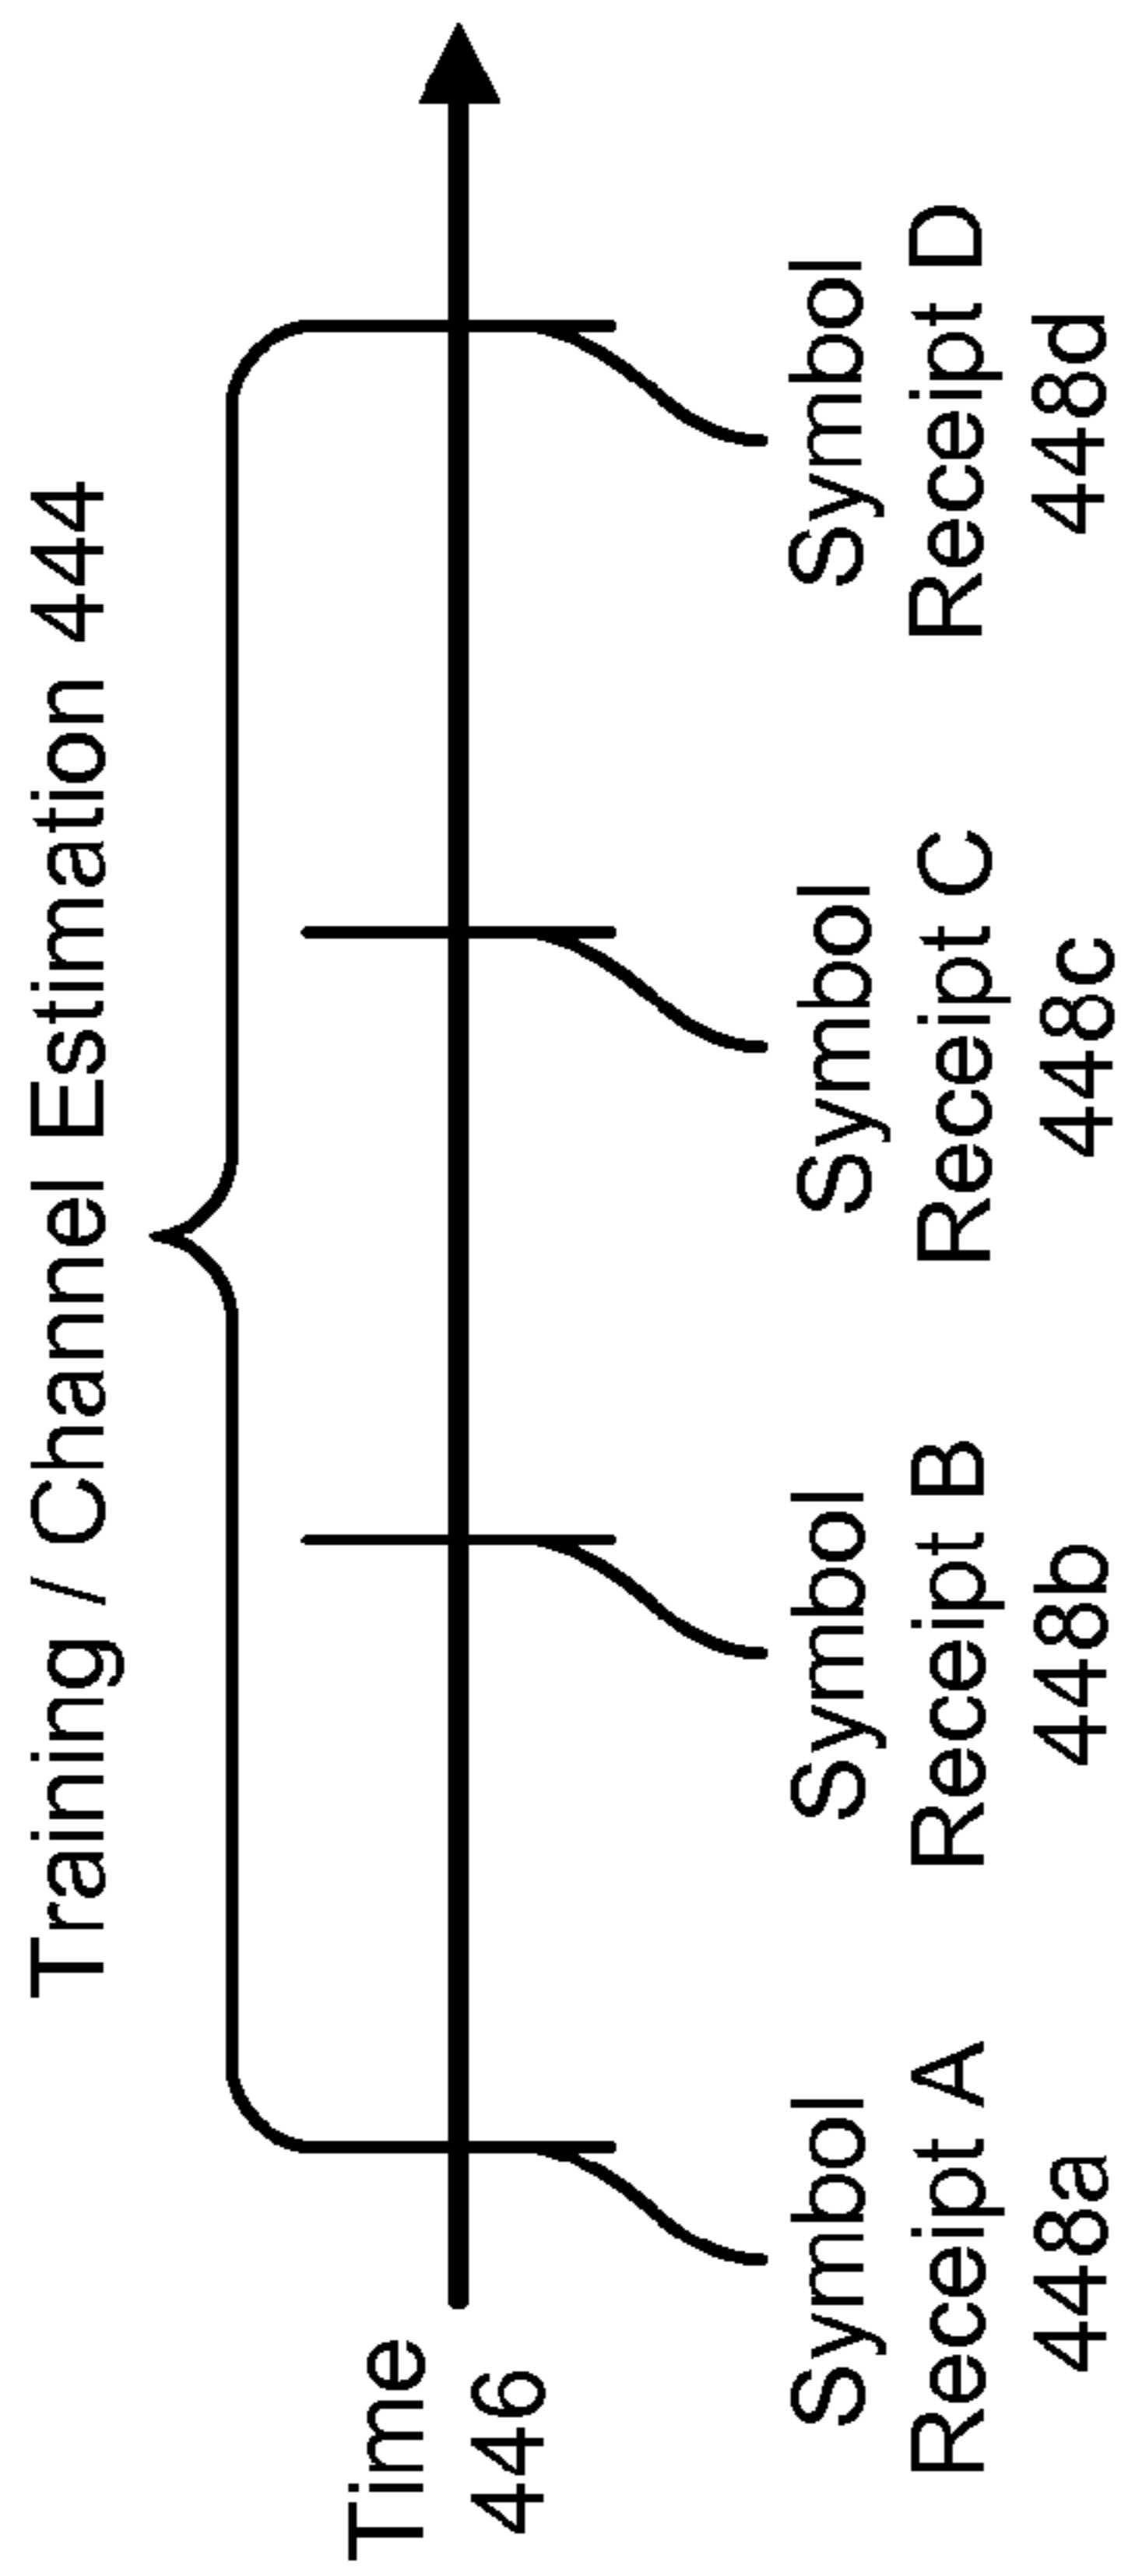 Training / Channel Estimation 444
Time
446
Symbol
Receipt A
448a
Symbol
Receipt B
448b
Symbol
Receipt C
448c
Symbol
Receipt D
448d